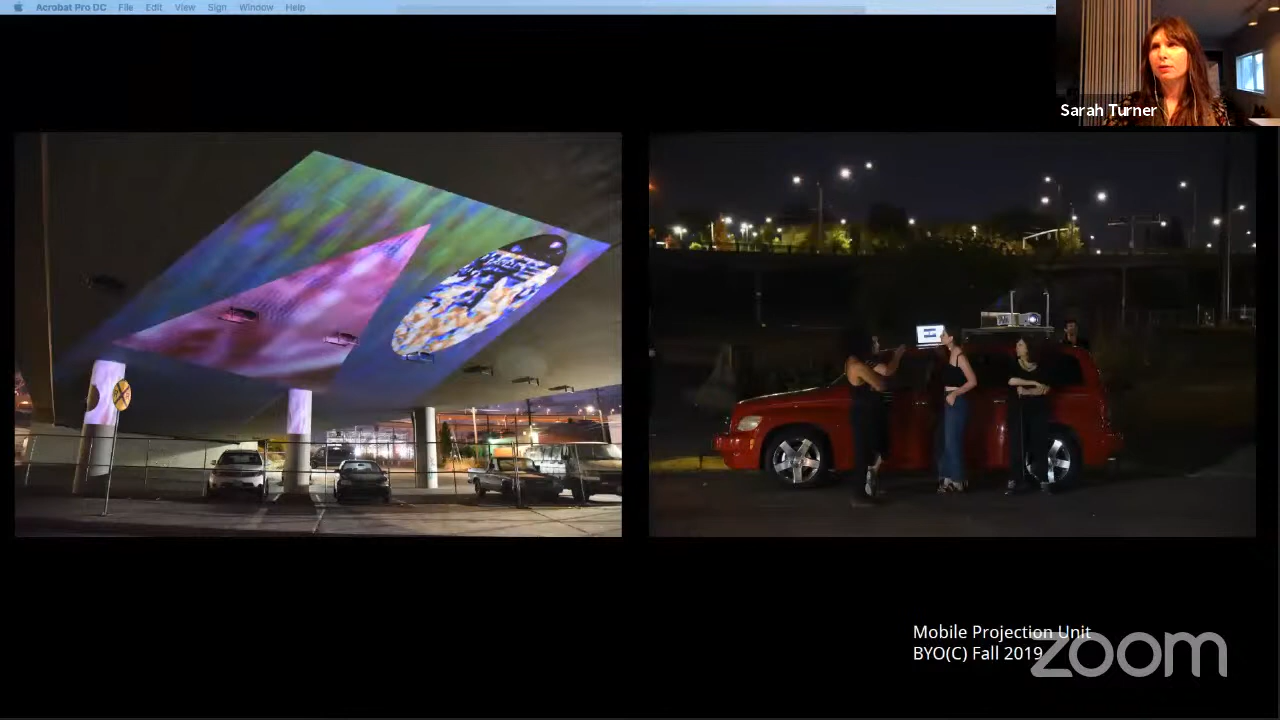 Acrobat Pro DC File Edit View Sign Window Help
Sarah Turner
Mobile Projection Unit
BYO(C) Fall 2019
zoom